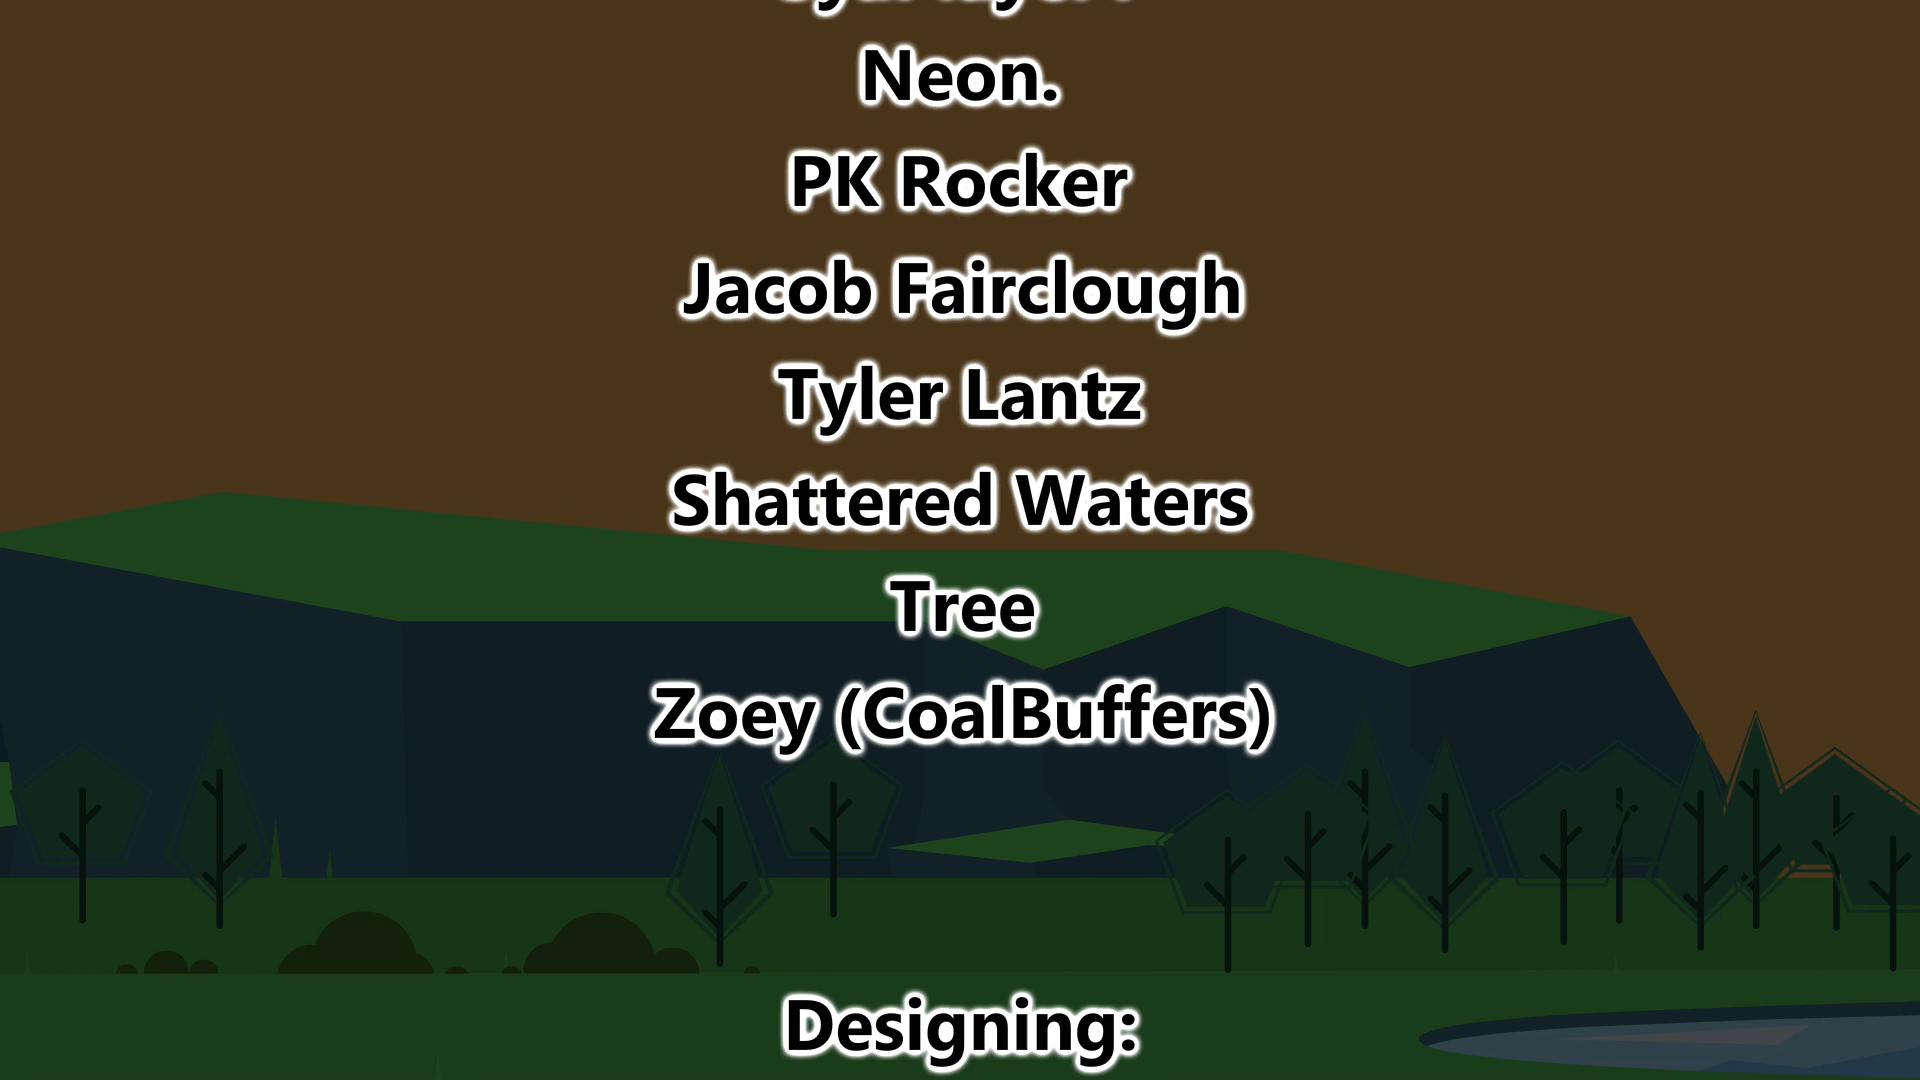 Neon.
PK Rocker
Jacob Fairclough
Tyler Lantz
Shattered Waters
Tree
Zoey (CoalBuffers)
Designing: